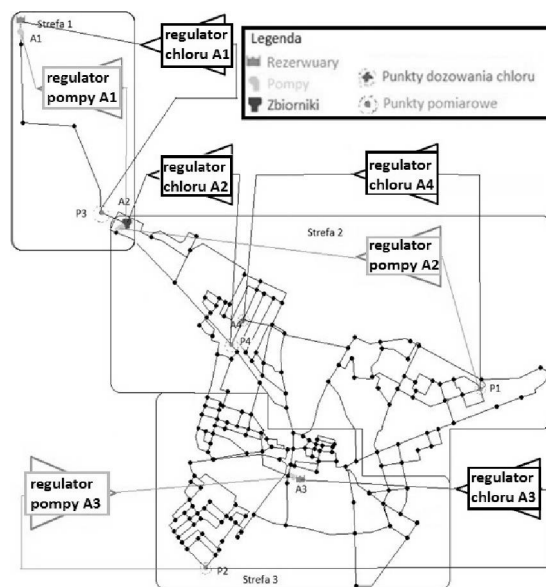 Strefa 1
A1
regulator
chloru A1
regulator
pompy A1
Legenda
Rezerwuary
Pompy
Zbiorniki
Punkty dozowania chloru
Punkty pomiarowe
regulator
chloru A2
regulator
chloru A4
P3
A2
Strefa 2
regulator
pompy A2
A4
P4
P1
regulator
pompy A3
A3
regulator
chloru A3
P2
Strefa 3